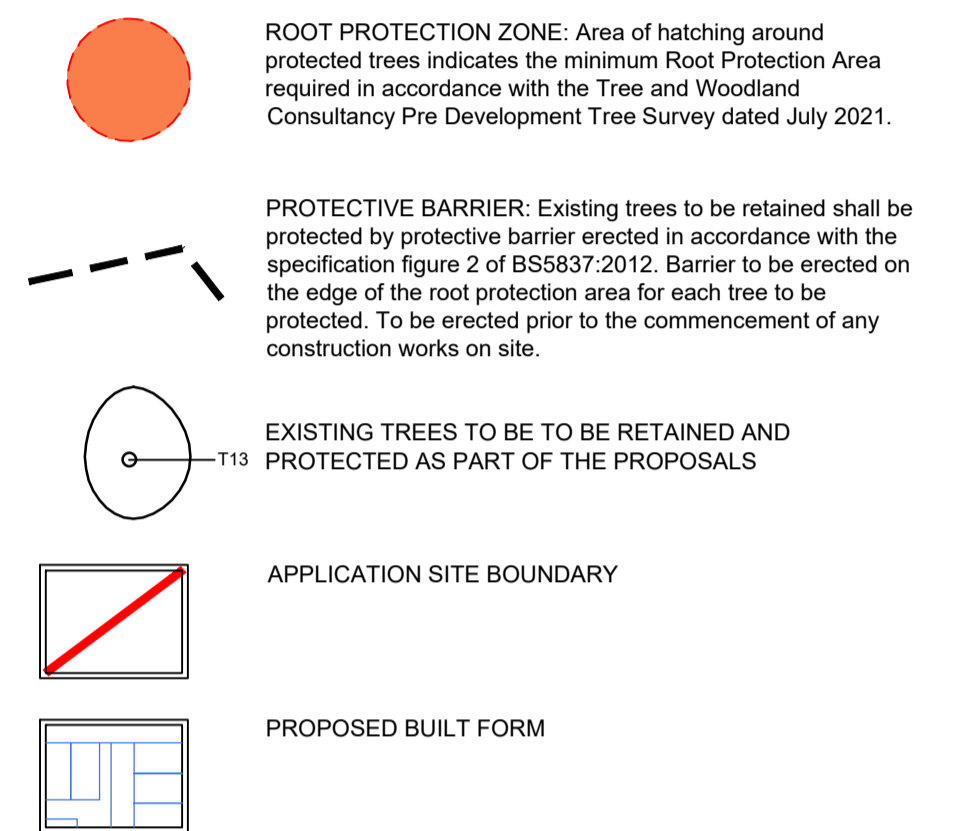 ROOT PROTECTION ZONE: Area of hatching around
protected trees indicates the minimum Root Protection Area
required in accordance with the Tree and Woodland
Consultancy Pre Development Tree Survey dated July 2021.
PROTECTIVE BARRIER: Existing trees to be retained shall be
protected by protective barrier erected in accordance with the
specification figure 2 of BS5837:2012. Barrier to be erected on
the edge of the root protection area for each tree to be
protected. To be erected prior to the commencement of any
construction works on site.
T13
EXISTING TREES TO BE TO BE RETAINED AND
PROTECTED AS PART OF THE PROPOSALS
APPLICATION SITE BOUNDARY
PROPOSED BUILT FORM